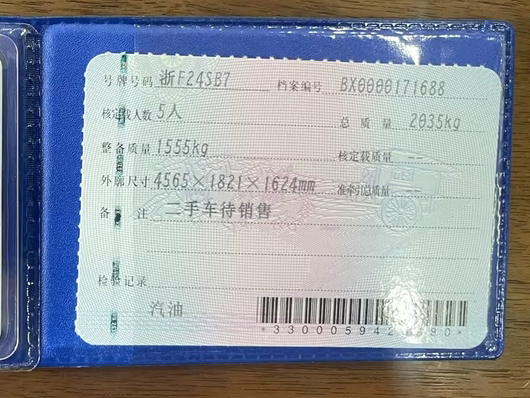 号牌号码 浙F24SB7 档案编号 BX0000171688
核定载人数 5人 总质量 2035kg
整备质量 1555kg 核定载质量 --
外廓尺寸 4565×1821×1624mm 准牵引总质量 --
备注 二手车待销售
检验记录
汽油